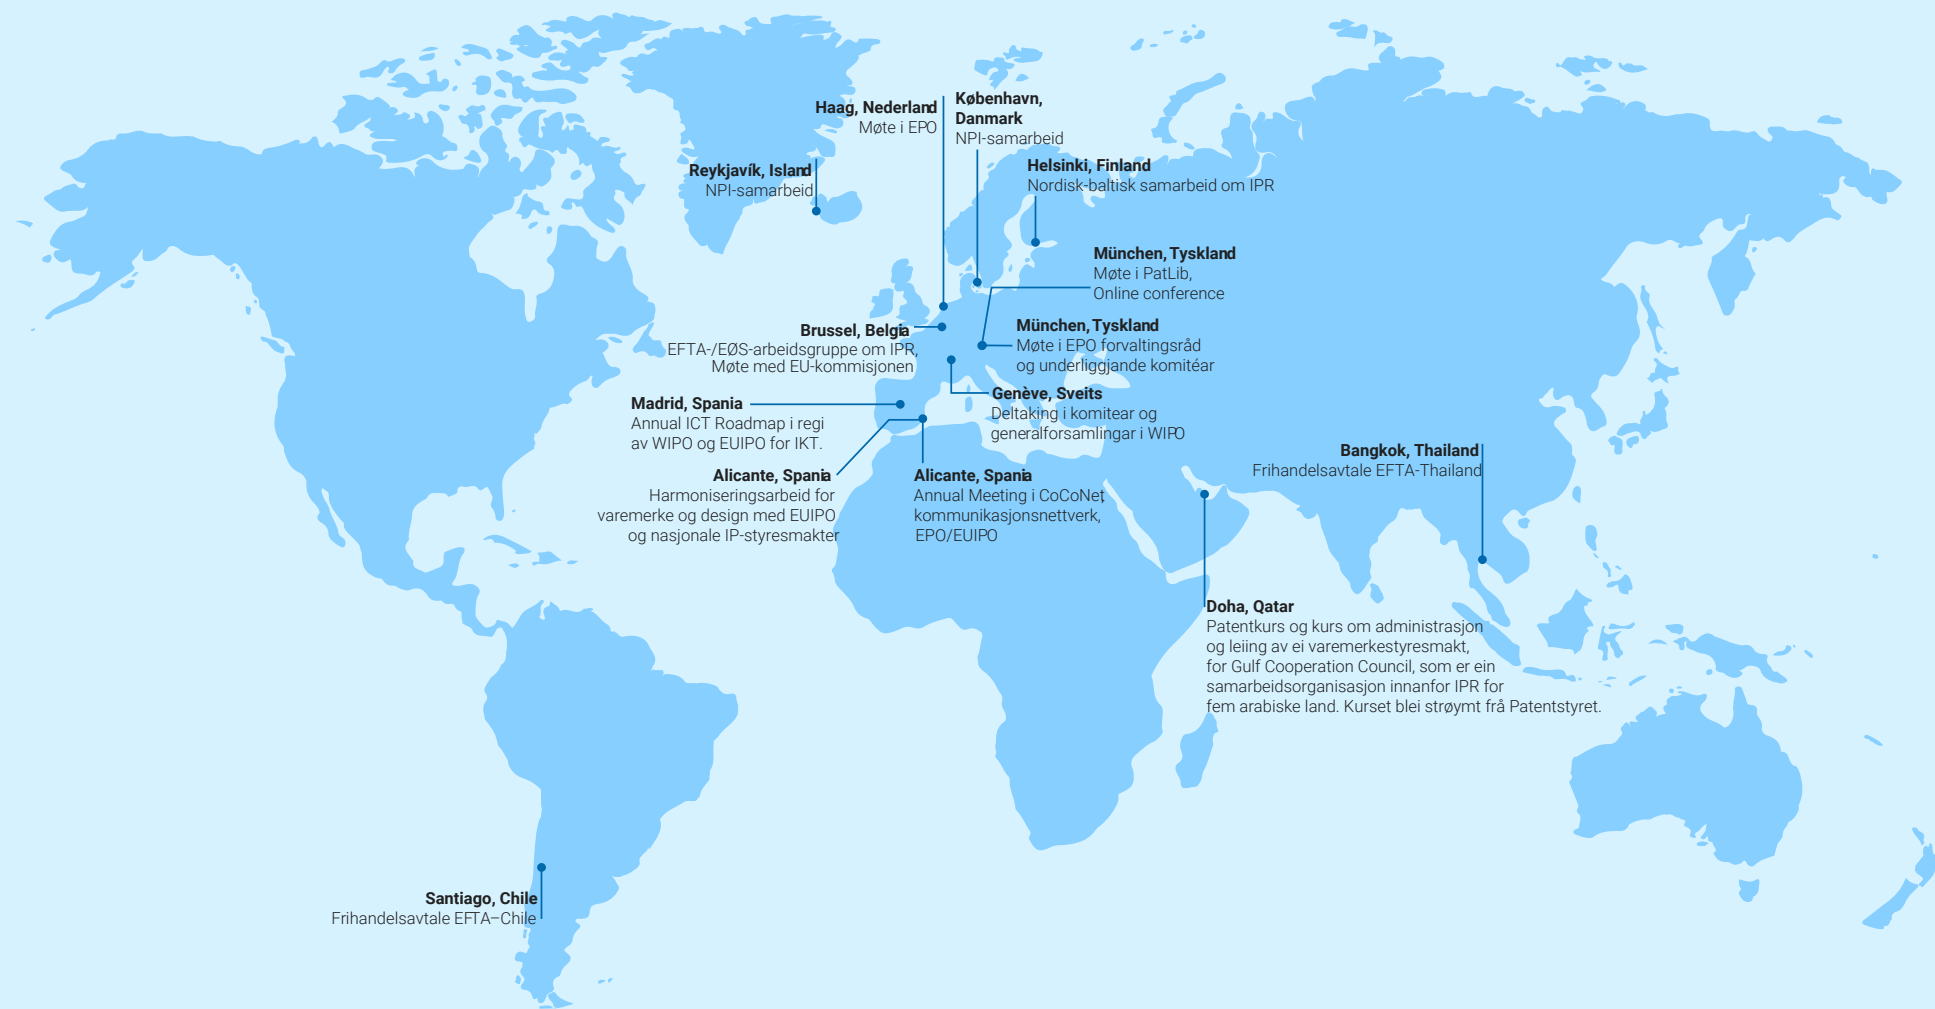 Haag, Nederland
Møte i EPO
København,
Danmark
NPI-samarbeid
Reykjavík, Island
NPI-samarbeid
Helsinki, Finland
Nordisk-baltisk samarbeid om IPR
München, Tyskland
Møte i PatLib,
Online conference
Brussel, Belgia
EFTA-/EØS-arbeidsgruppe om IPR,
Møte med EU-kommisjonen
München, Tyskland
Møte i EPO forvaltingsråd
og underliggjande komitéar
Genève, Sveits
Deltaking i komitear og
generalforsamlingar i WIPO
Madrid, Spania
Annual ICT Roadmap i regi
av WIPO og EUIPO for IKT.
Alicante, Spania
Harmoniseringsarbeid for
varemerke og design med EUIPO
og nasjonale IP-styresmakter
Alicante, Spania
Annual Meeting i CoCoNet,
kommunikasjonsnettverk,
EPO/EUIPO
Bangkok, Thailand
Frihandelsavtale EFTA-Thailand
Doha, Qatar
Patentkurs og kurs om administrasjon
og leiing av ei varemerkestyresmakt,
for Gulf Cooperation Council, som er ein
samarbeidsorganisasjon innanfor IPR for
fem arabiske land. Kurset blei strøymt frå Patentstyret.
Santiago, Chile
Frihandelsavtale EFTA–Chile